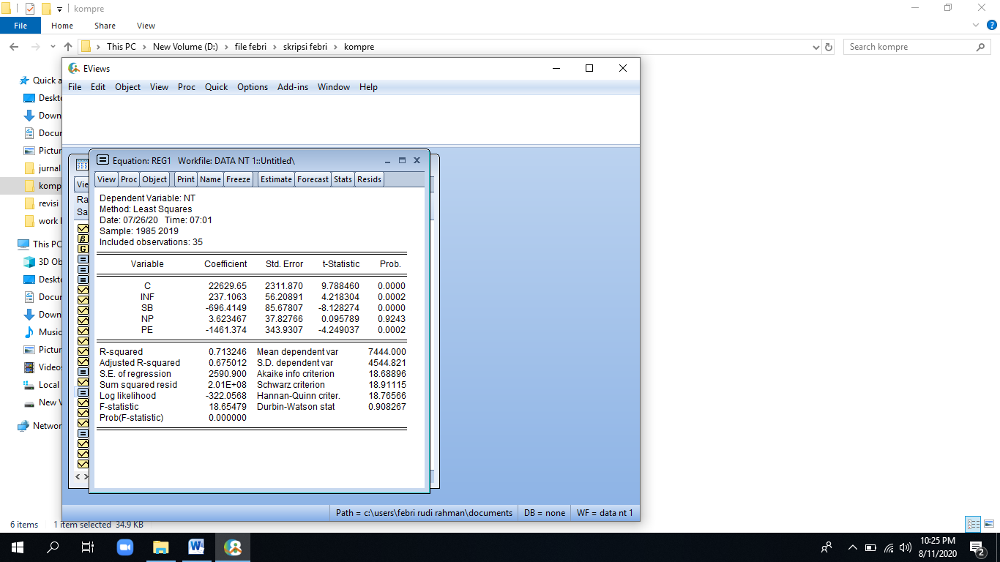 kompre
File Home Share View
This PC New Volume (D:) file febri skripsi febri kompre
Search kompre
Quick a
Deskt
Down
Docur
Pictur
jurnal
komp
revisi
work l
This PC
3D Ob
Deskt
Docur
Down
Music
Pictur
Videos
Local
New V
Networ
EViews
File Edit Object View Proc Quick Options Add-ins Window Help
Vie
Ra
Sa
Equation: REG1 Workfile: DATA NT 1::Untitled\
View Proc Object Print Name Freeze Estimate Forecast Stats Resids
Dependent Variable: NT
Method: Least Squares
Date: 07/26/20 Time: 07:01
Sample: 1985 2019
Included observations: 35
Variable Coefficient Std. Error t-Statistic Prob.
C 22629.65 2311.870 9.788460 0.0000
INF 237.1063 56.20891 4.218304 0.0002
SB -696.4149 85.67807 -8.128274 0.0000
NP 3.623467 37.82766 0.095789 0.9243
PE -1461.374 343.9307 -4.249037 0.0002
R-squared 0.713246 Mean dependent var 7444.000
Adjusted R-squared 0.675012 S.D. dependent var 4544.821
S.E. of regression 2590.900 Akaike info criterion 18.68896
Sum squared resid 2.01E+08 Schwarz criterion 18.91115
Log likelihood -322.0568 Hannan-Quinn criter. 18.76566
F-statistic 18.65479 Durbin-Watson stat 0.908267
Prob(F-statistic) 0.000000
Path = c:\users\febri rudi rahman\documents DB = none WF = data nt 1
6 items 1 item selected 34.9 KB
10:25 PM
8/11/2020
2